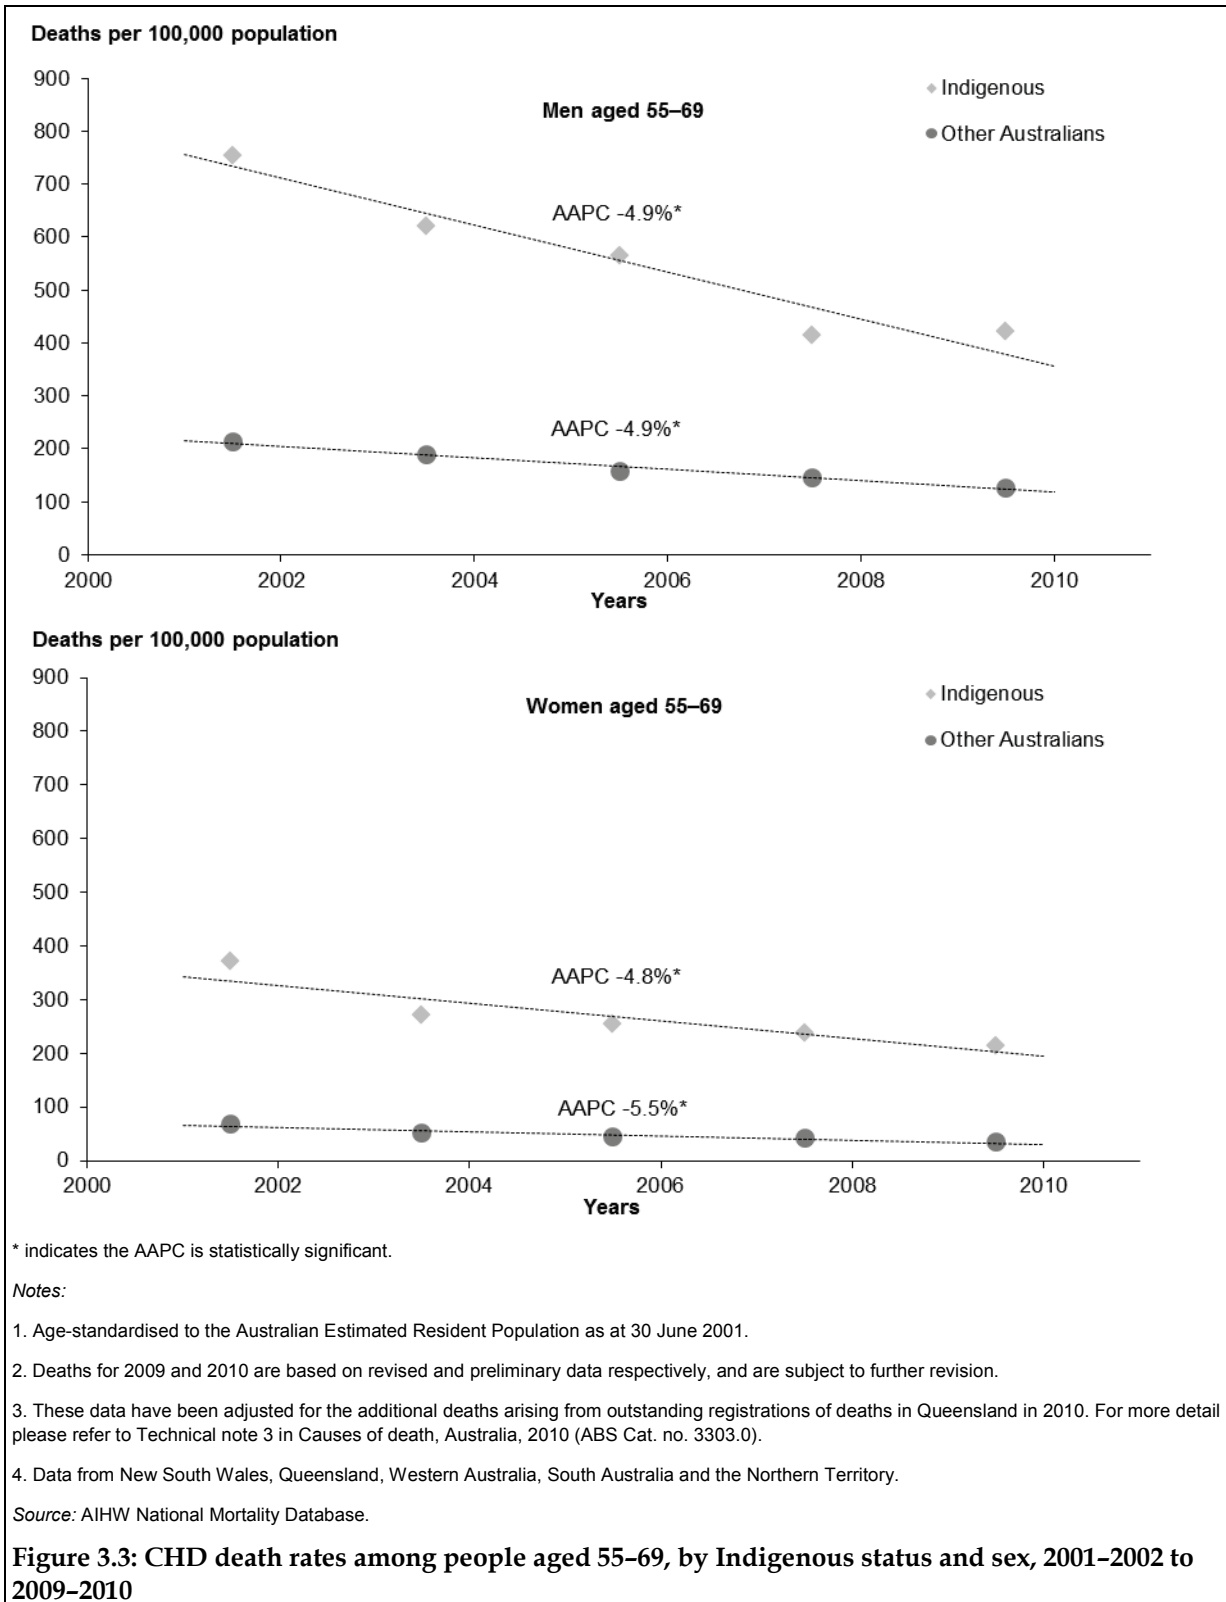 Deaths per 100,000 population
900
800
700
600
500
400
300
200
100
0
Men aged 55–69
Indigenous
Other Australians
AAPC -4.9%*
AAPC -4.9%*
2000 2002 2004 2006 2008 2010
Years
Deaths per 100,000 population
900
800
700
600
500
400
300
200
100
0
Women aged 55–69
Indigenous
Other Australians
AAPC -4.8%*
AAPC -5.5%*
2000 2002 2004 2006 2008 2010
Years
* indicates the AAPC is statistically significant.
Notes:
1. Age-standardised to the Australian Estimated Resident Population as at 30 June 2001.
2. Deaths for 2009 and 2010 are based on revised and preliminary data respectively, and are subject to further revision.
3. These data have been adjusted for the additional deaths arising from outstanding registrations of deaths in Queensland in 2010. For more detail
please refer to Technical note 3 in Causes of death, Australia, 2010 (ABS Cat. no. 3303.0).
4. Data from New South Wales, Queensland, Western Australia, South Australia and the Northern Territory.
Source: AIHW National Mortality Database.
Figure 3.3: CHD death rates among people aged 55–69, by Indigenous status and sex, 2001–2002 to
2009–2010